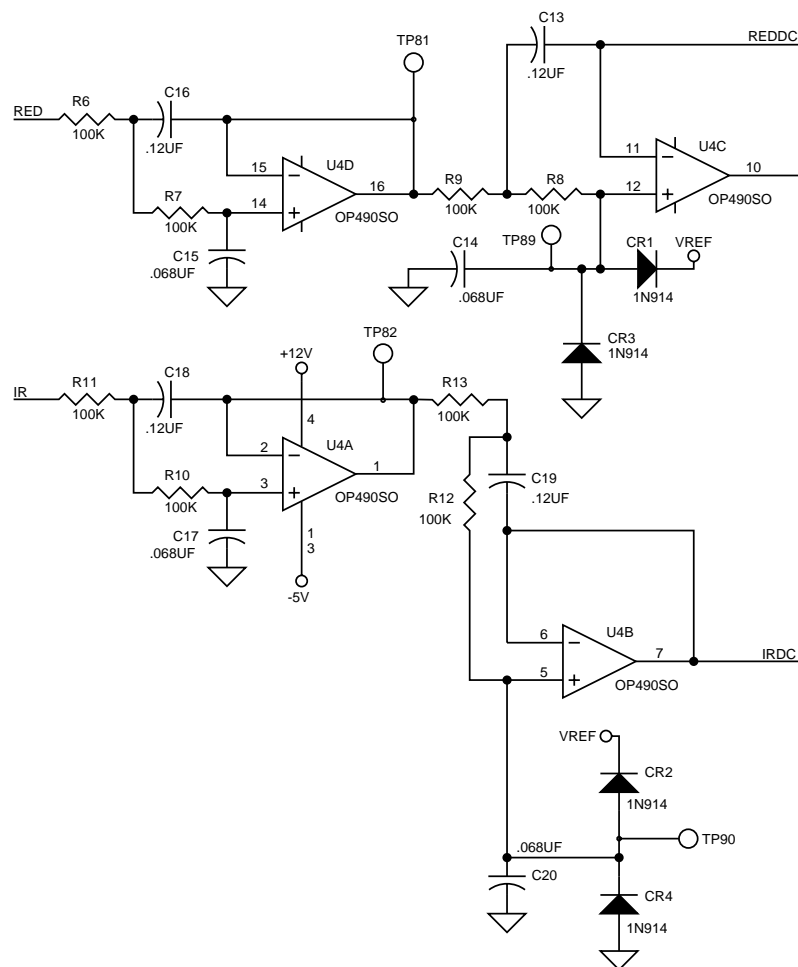 C13
REDDC
TP81
.12UF
C16
R6
RED
100K
.12UF
U4C
U4D
11
15
10
16
R9
R8
12
R7
14
100K
100K
OP490SO
100K
OP490SO
C14
TP89
CR1
VREF
C15
.068UF
.068UF
1N914
CR3
1N914
TP82
+12V
C18
R13
R11
IR
100K
4
100K
.12UF
U4A
2
1
C19
R10
3
R12
.12UF
100K
OP490SO
100K
C17
1
.068UF
3
-5V
U4B
6
7
IRDC
5
OP490SO
VREF
CR2
1N914
TP90
.068UF
C20
CR4
1N914